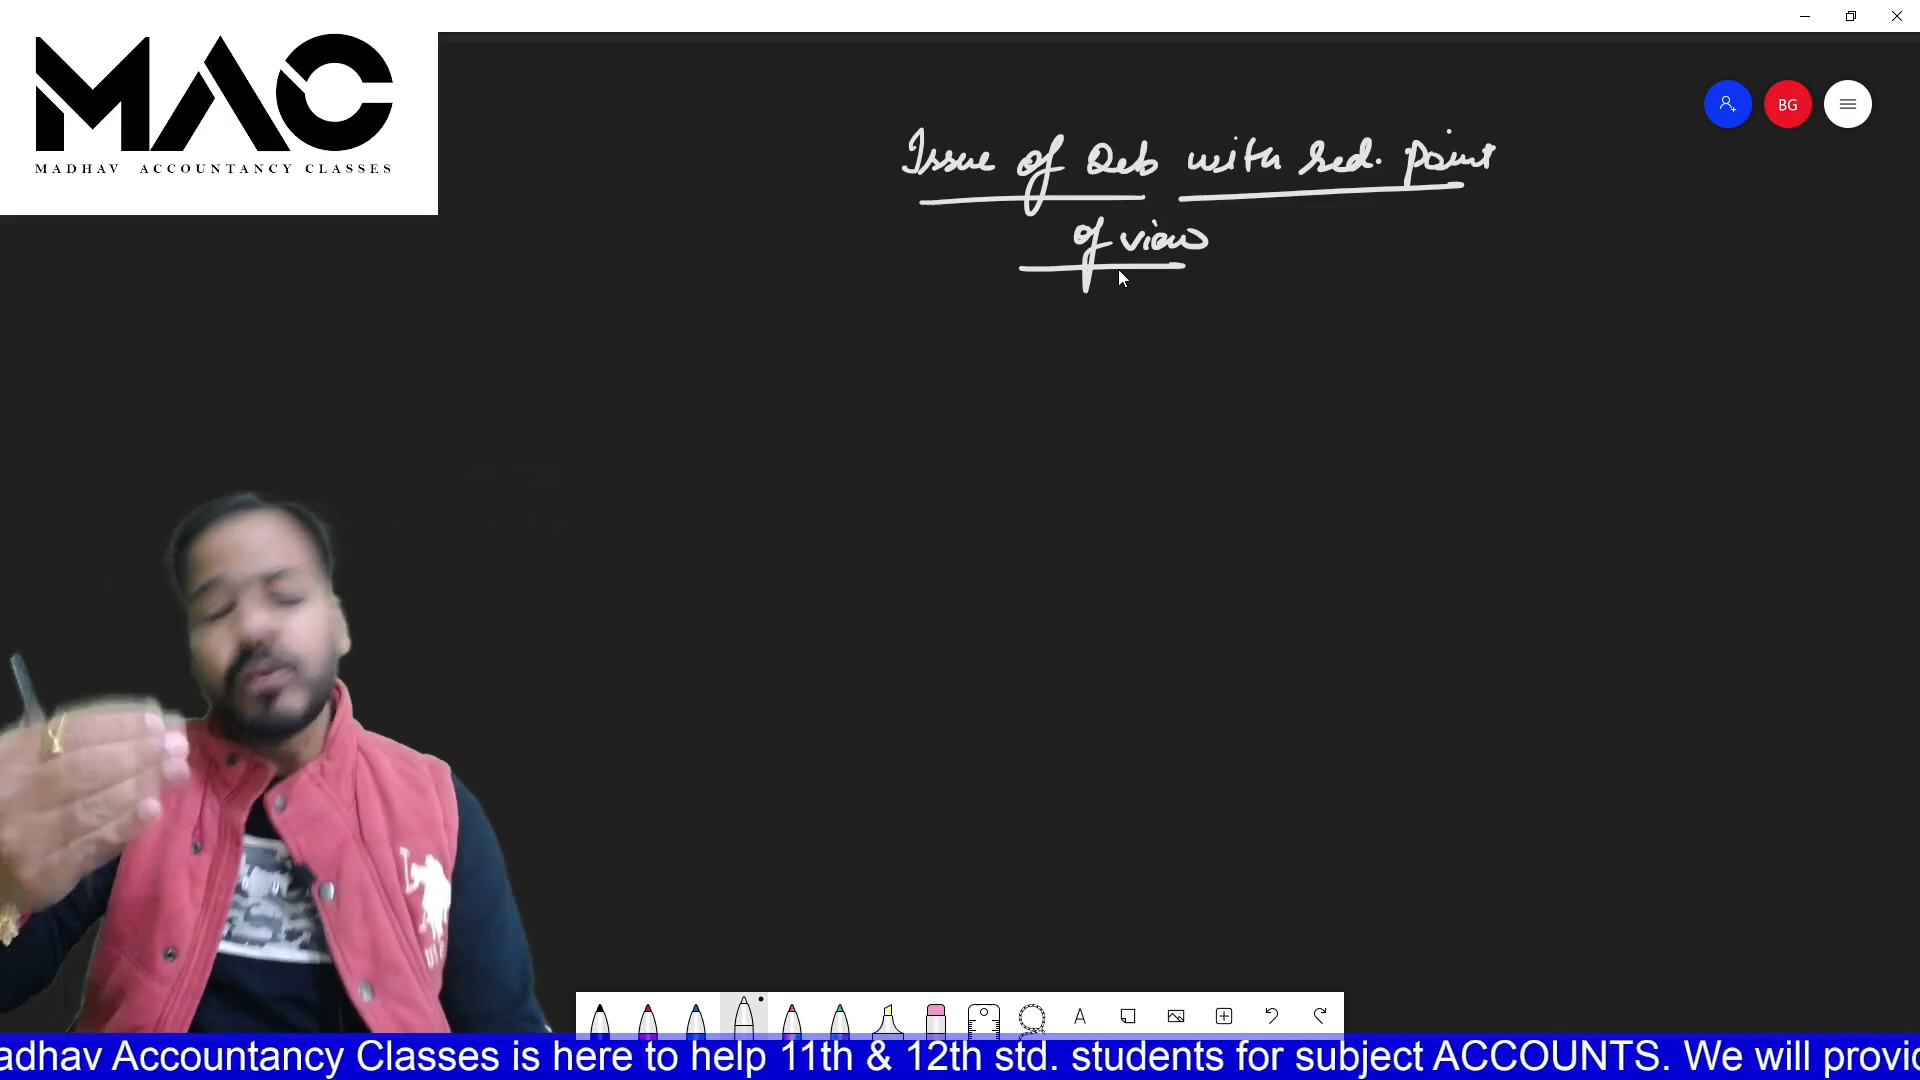 MAC
MADHAV ACCOUNTANCY CLASSES
BG
Issue of Deb with red. point
of view
A
adhav Accountancy Classes is here to help 11th & 12th std. students for subject ACCOUNTS. We will provid